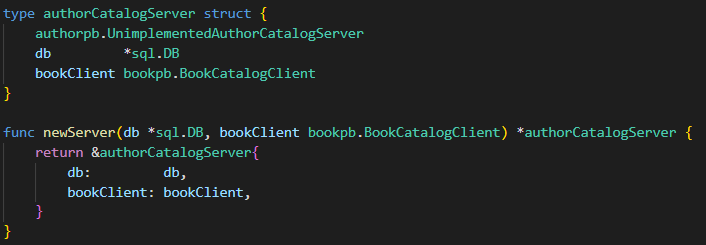 type authorCatalogServer struct {
    authorpb.UnimplementedAuthorCatalogServer
    db         *sql.DB
    bookClient bookpb.BookCatalogClient
}

func newServer(db *sql.DB, bookClient bookpb.BookCatalogClient) *authorCatalogServer {
    return &authorCatalogServer{
        db:         db,
        bookClient: bookClient,
    }
}